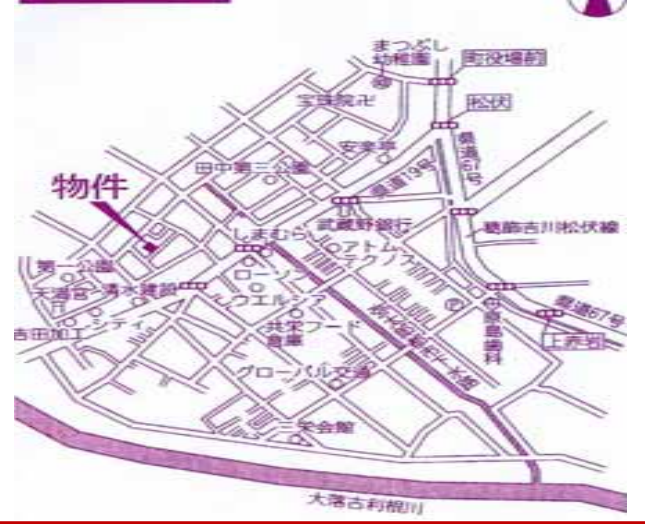 まつぶし
幼稚園
町役場前
宝珠院卍
松伏
安楽亭
県道67号
田中第三公園
県道19号
物件
武蔵野銀行
葛飾吉川松伏線
しまむら
アトム
テクノス
第一公園
ローソン
天満宮
清水建設
ウエルシア
県道67号
シティ
吉田加工
共栄フード
倉庫
中原島歯科
上赤岩
グローバル交通
三栄会館
大落古利根川